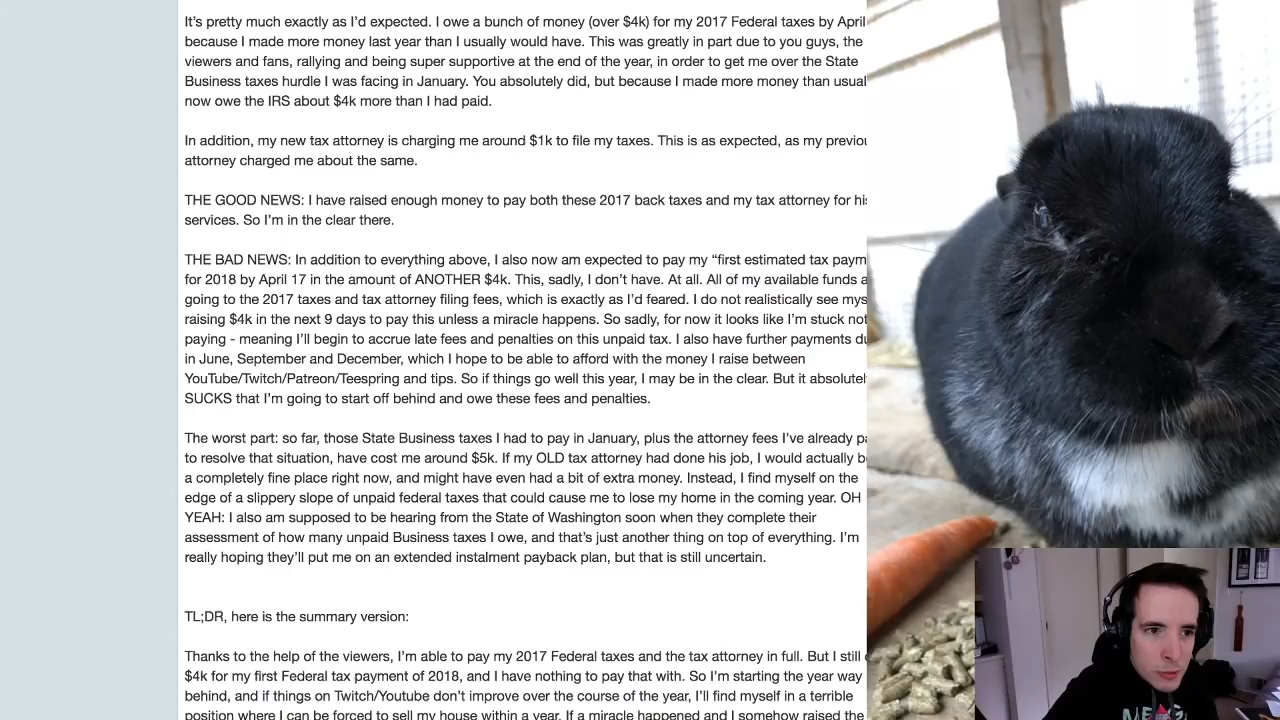 It's pretty much exactly as I'd expected. I owe a bunch of money (over $4k) for my 2017 Federal taxes by April
because I made more money last year than I usually would have. This was greatly in part due to you guys, the
viewers and fans, rallying and being super supportive at the end of the year, in order to get me over the State
Business taxes hurdle I was facing in January. You absolutely did, but because I made more money than usual
now owe the IRS about $4k more than I had paid.
In addition, my new tax attorney is charging me around $1k to file my taxes. This is as expected, as my
attorney charged me about the same.
THE GOOD NEWS: I have raised enough money to pay both these 2017 back taxes and my tax attorney for
services. So I'm in the clear there.
THE BAD NEWS: In addition to everything above, I also now am expected to pay my "first estimated tax
for 2018 by April 17 in the amount of ANOTHER $4k. This, sadly, I don't have. At all. All of my available funds
going to the 2017 taxes and tax attorney filing fees, which is exactly as I'd feared. I do not realistically see
raising $4k in the next 9 days to pay this unless a miracle happens. So sadly, for now it looks like I'm stuck not
paying - meaning I'll begin to accrue late fees and penalties on this unpaid tax. I also have further payments
in June, September and December, which I hope to be able to afford with the money I raise between
YouTube/Twitch/Patreon/Teespring and tips. So if things go well this year, I may be in the clear. But it
SUCKS that I'm going to start off behind and owe these fees and penalties.
The worst part: so far, those State Business taxes I had to pay in January, plus the attorney fees I've already
to resolve that situation, have cost me around $5k. If my OLD tax attorney had done his job, I would actually
a completely fine place right now, and might have even had a bit of extra money. Instead, I find myself on the
edge of a slippery slope of unpaid federal taxes that could cause me to lose my home in the coming year. OH
YEAH: I also am supposed to be hearing from the State of Washington soon when they complete their
assessment of how many unpaid Business taxes I owe, and that's just another thing on top of everything. I'm
really hoping they'll put me on an extended instalment payback plan, but that is still uncertain.
TL;DR, here is the summary version:
Thanks to the help of the viewers, I'm able to pay my 2017 Federal taxes and the tax attorney in full. But I still
$4k for my first Federal tax payment of 2018, and I have nothing to pay that with. So I'm starting the year way
behind, and if things on Twitch/Youtube don't improve over the course of the year, I'll find myself in a terrible
position where I can be forced to sell my house within a year. If a miracle happened and I somehow raised the